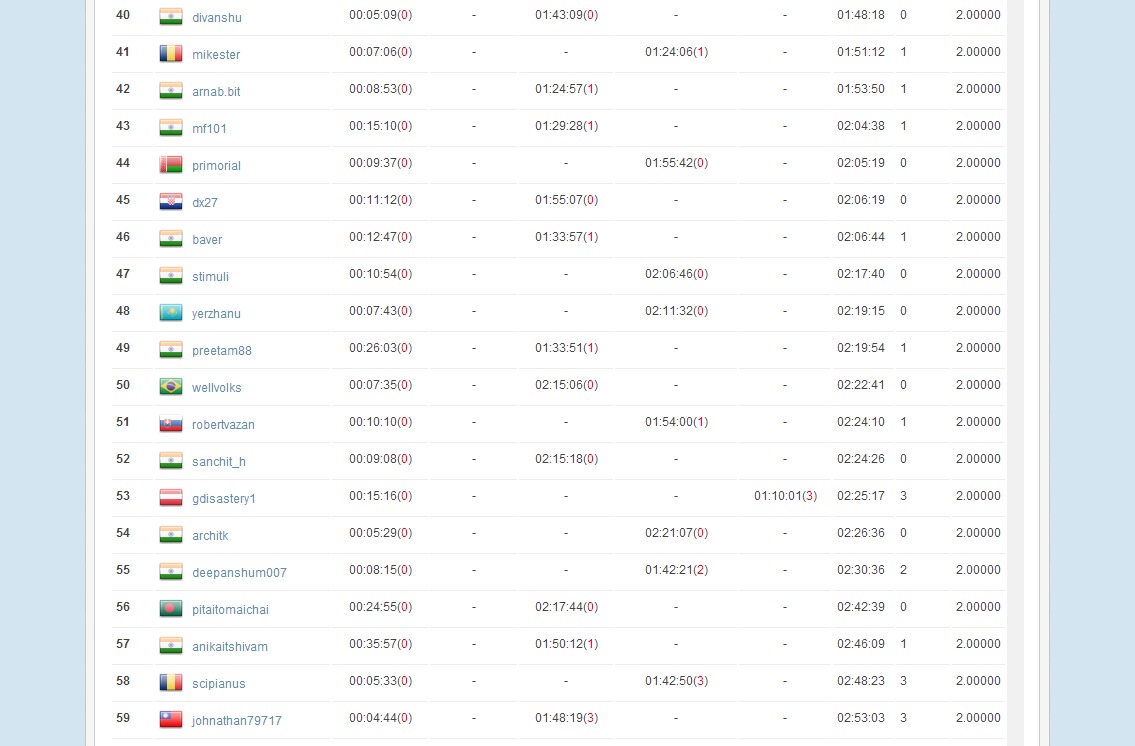 40 divanshu 00:05:09(0) - 01:43:09(0) - - 01:48:18 0 2.00000
41 mikester 00:07:06(0) - - 01:24:06(1) - 01:51:12 1 2.00000
42 arnab.bit 00:08:53(0) - 01:24:57(1) - - 01:53:50 1 2.00000
43 mf101 00:15:10(0) - 01:29:28(1) - - 02:04:38 1 2.00000
44 primorial 00:09:37(0) - - 01:55:42(0) - 02:05:19 0 2.00000
45 dx27 00:11:12(0) - 01:55:07(0) - - 02:06:19 0 2.00000
46 baver 00:12:47(0) - 01:33:57(1) - - 02:06:44 1 2.00000
47 stimuli 00:10:54(0) - - 02:06:46(0) - 02:17:40 0 2.00000
48 yerzhanu 00:07:43(0) - - 02:11:32(0) - 02:19:15 0 2.00000
49 preetam88 00:26:03(0) - 01:33:51(1) - - 02:19:54 1 2.00000
50 wellvolks 00:07:35(0) - 02:15:06(0) - - 02:22:41 0 2.00000
51 robertvazan 00:10:10(0) - - 01:54:00(1) - 02:24:10 1 2.00000
52 sanchit_h 00:09:08(0) - 02:15:18(0) - - 02:24:26 0 2.00000
53 gdisastery1 00:15:16(0) - - - 01:10:01(3) 02:25:17 3 2.00000
54 architk 00:05:29(0) - - 02:21:07(0) - 02:26:36 0 2.00000
55 deepanshum007 00:08:15(0) - - 01:42:21(2) - 02:30:36 2 2.00000
56 pitaitomaichai 00:24:55(0) - 02:17:44(0) - - 02:42:39 0 2.00000
57 anikaitshivam 00:35:57(0) - 01:50:12(1) - - 02:46:09 1 2.00000
58 scipianus 00:05:33(0) - - 01:42:50(3) - 02:48:23 3 2.00000
59 johnathan79717 00:04:44(0) - 01:48:19(3) - - 02:53:03 3 2.00000